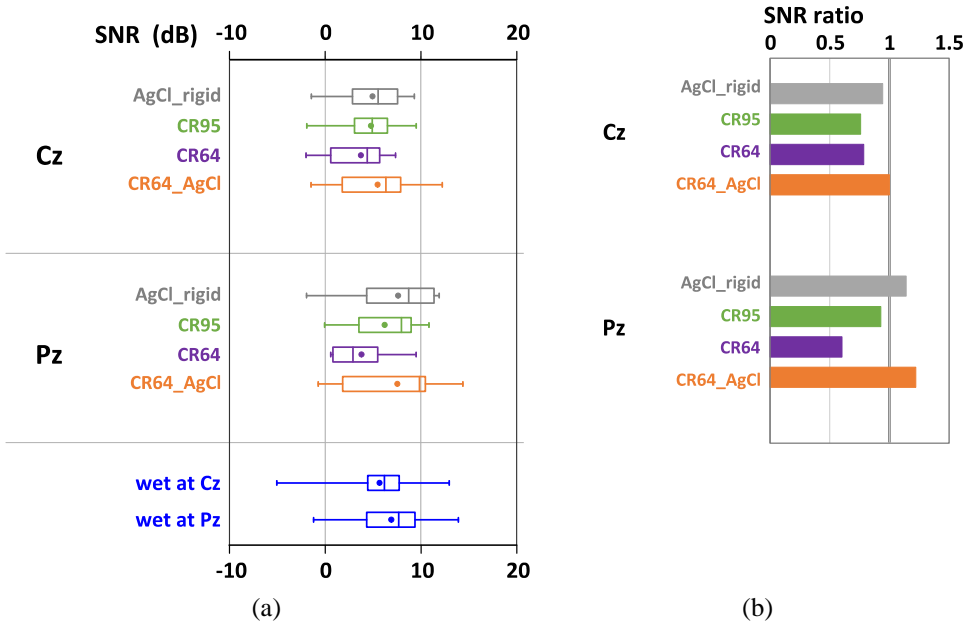 SNR (dB)
-10 0 10 20
AgCl_rigid
CR95
Cz
CR64
CR64_AgCl
AgCl_rigid
CR95
Pz
CR64
CR64_AgCl
wet at Cz
wet at Pz
-10 0 10 20
(a)
SNR ratio
0 0.5 1 1.5
AgCl_rigid
CR95
Cz
CR64
CR64_AgCl
AgCl_rigid
CR95
Pz
CR64
CR64_AgCl
(b)